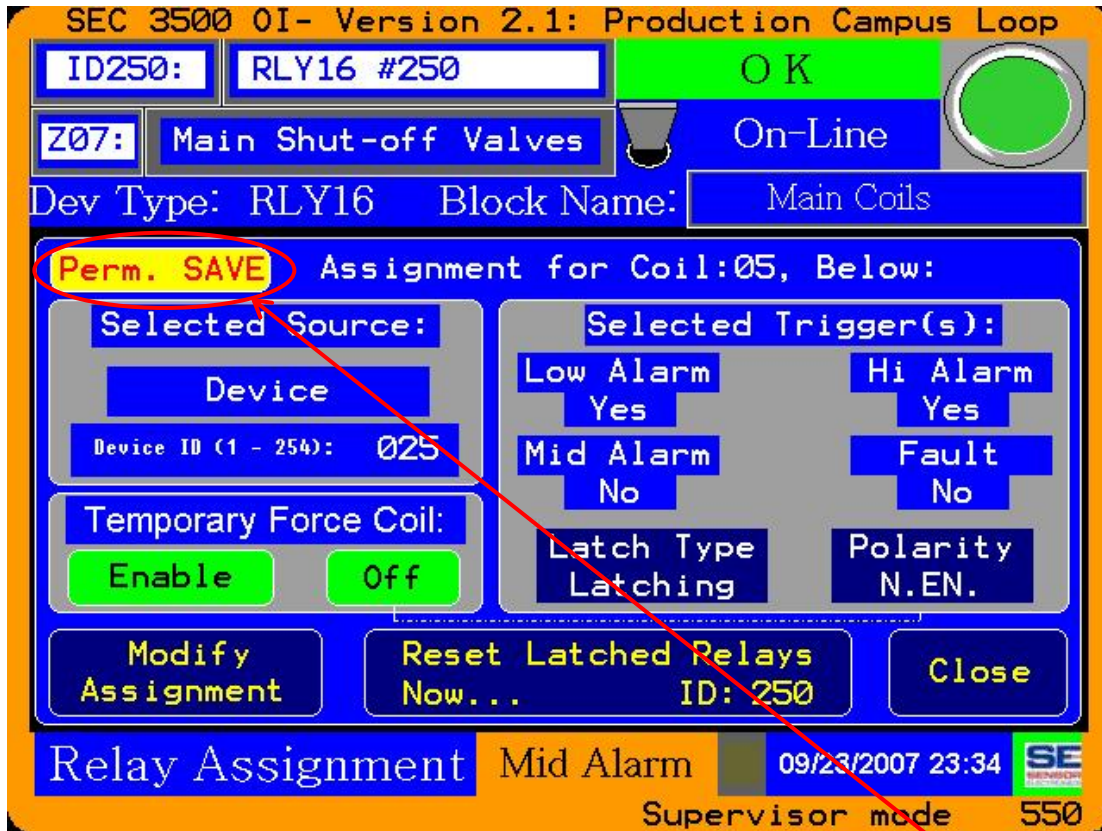 SEC 3500 OI- Version 2.1: Production Campus Loop
ID250: RLY16 #250 OK
Z07: Main Shut-off Valves On-Line
Dev Type: RLY16 Block Name: Main Coils
Perm. SAVE Assignment for Coil:05, Below:
Selected Source:
Device
Device ID (1 - 254): 025
Temporary Force Coil:
Enable Off
Selected Trigger(s):
Low Alarm Hi Alarm
Yes Yes
Mid Alarm Fault
No No
Latch Type Polarity
Latching N.EN.
Modify
Assignment
Reset Latched Relays
Now... ID: 250
Close
Relay Assignment Mid Alarm 09/23/2007 23:34 SE
SENSOR
Supervisor mode 550